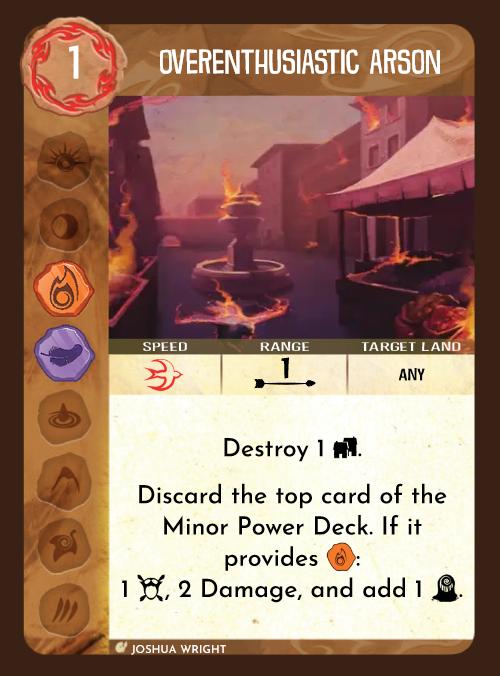 1
OVERENTHUSIASTIC ARSON
SPEED RANGE TARGET LAND
1
ANY
Destroy 1 .
Discard the top card of the
Minor Power Deck. If it
provides :
1 , 2 Damage, and add 1 .
JOSHUA WRIGHT